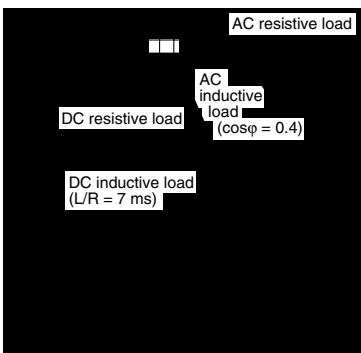 AC resistive load
AC
inductive
load
(cosφ = 0.4)
DC resistive load
DC inductive load
(L/R = 7 ms)